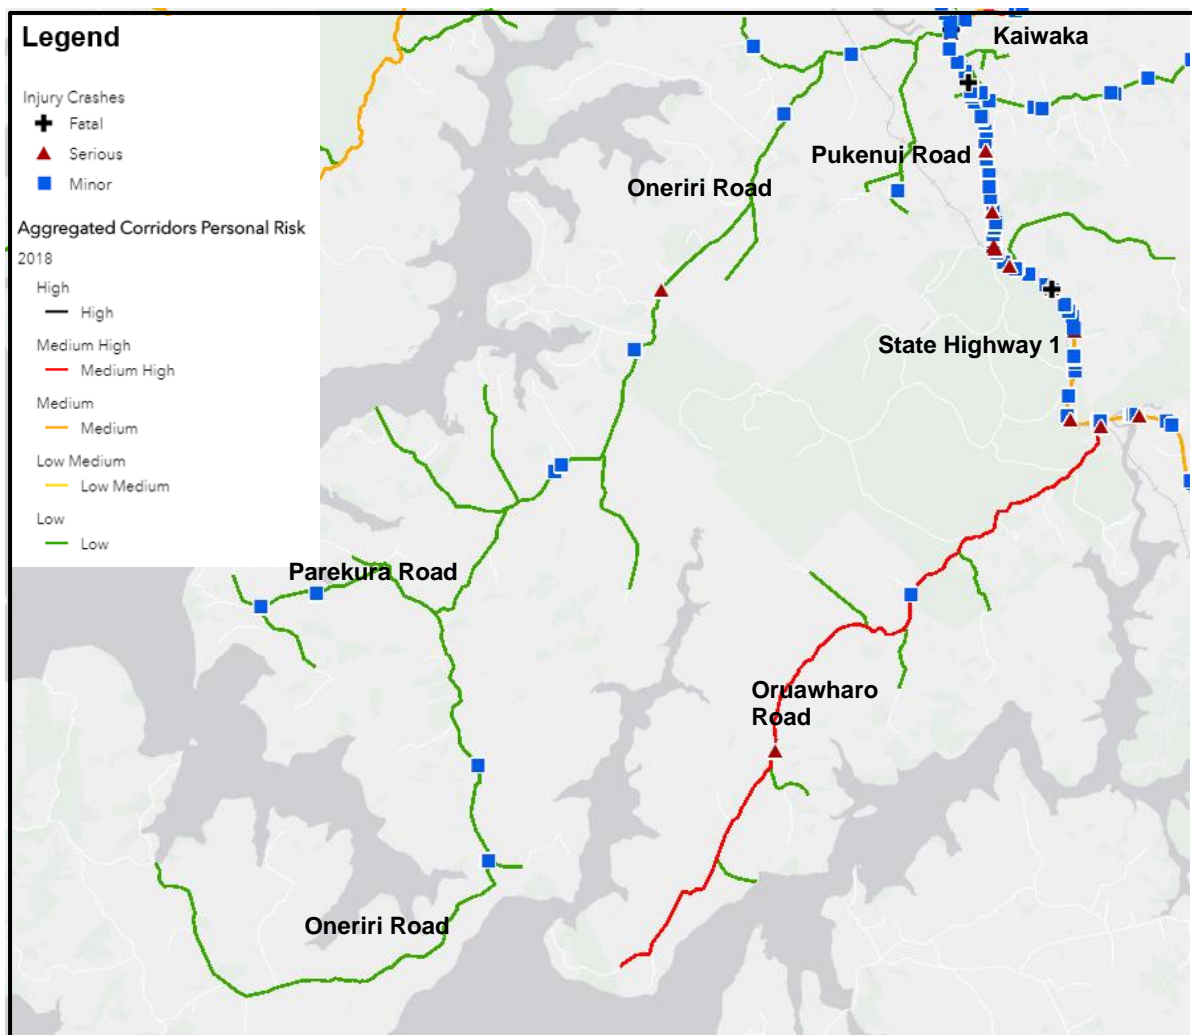 Legend
Injury Crashes
Fatal
Serious
Minor
Aggregated Corridors Personal Risk
2018
High
High
Medium High
Medium High
Medium
Medium
Low Medium
Low Medium
Low
Low
Kaiwaka
Pukenui Road
Oneriri Road
State Highway 1
Parekura Road
Oruawharo
Road
Oneriri Road